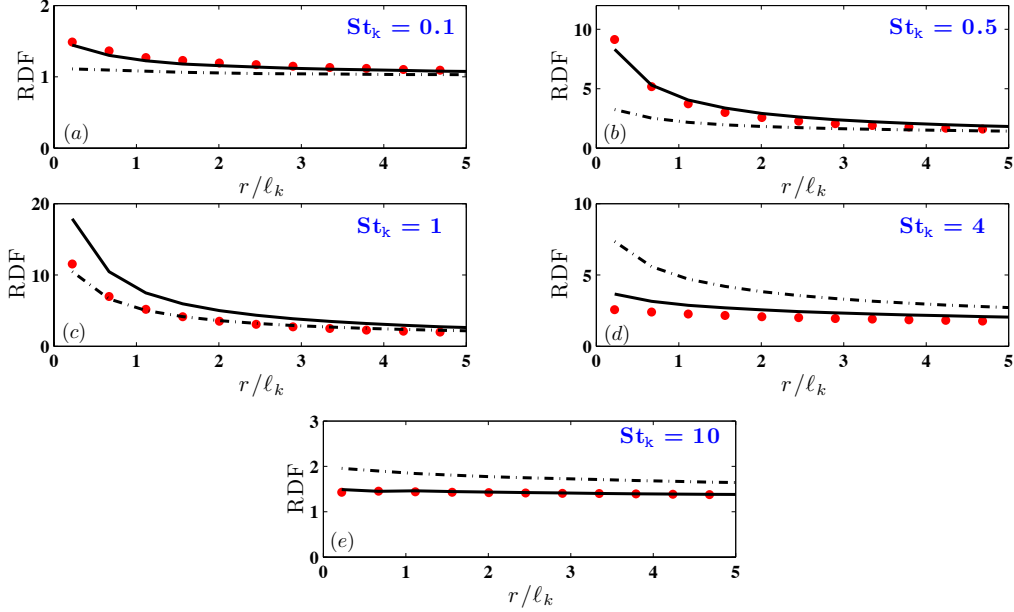 2
St_k = 0.1
RDF
1
(a)
0
0 1 2 3 4 5
r/ℓ_k
10
St_k = 0.5
RDF
5
(b)
0
0 1 2 3 4 5
r/ℓ_k
20
St_k = 1
RDF
10
(c)
0
0 1 2 3 4 5
r/ℓ_k
10
St_k = 4
RDF
5
(d)
0
0 1 2 3 4 5
r/ℓ_k
3
St_k = 10
2
RDF
1
(e)
0
0 1 2 3 4 5
r/ℓ_k